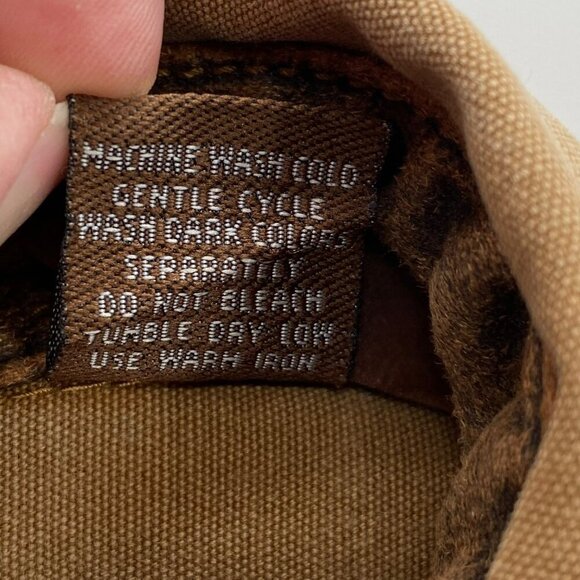 MACHINE WASH COLD
GENTLE CYCLE
WASH DARK COLORS
SEPARATELY
DO NOT BLEACH
TUMBLE DRY LOW
USE WARM IRON